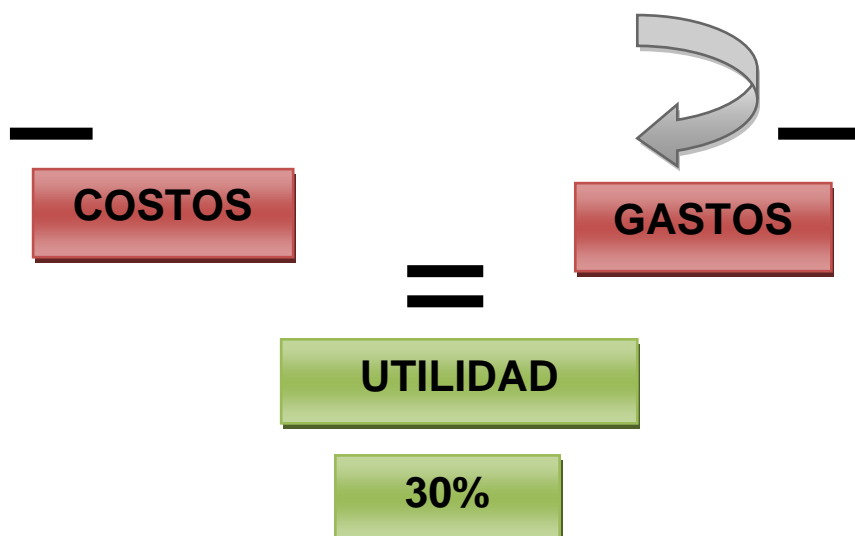 — —
COSTOS
GASTOS
=
UTILIDAD
30%